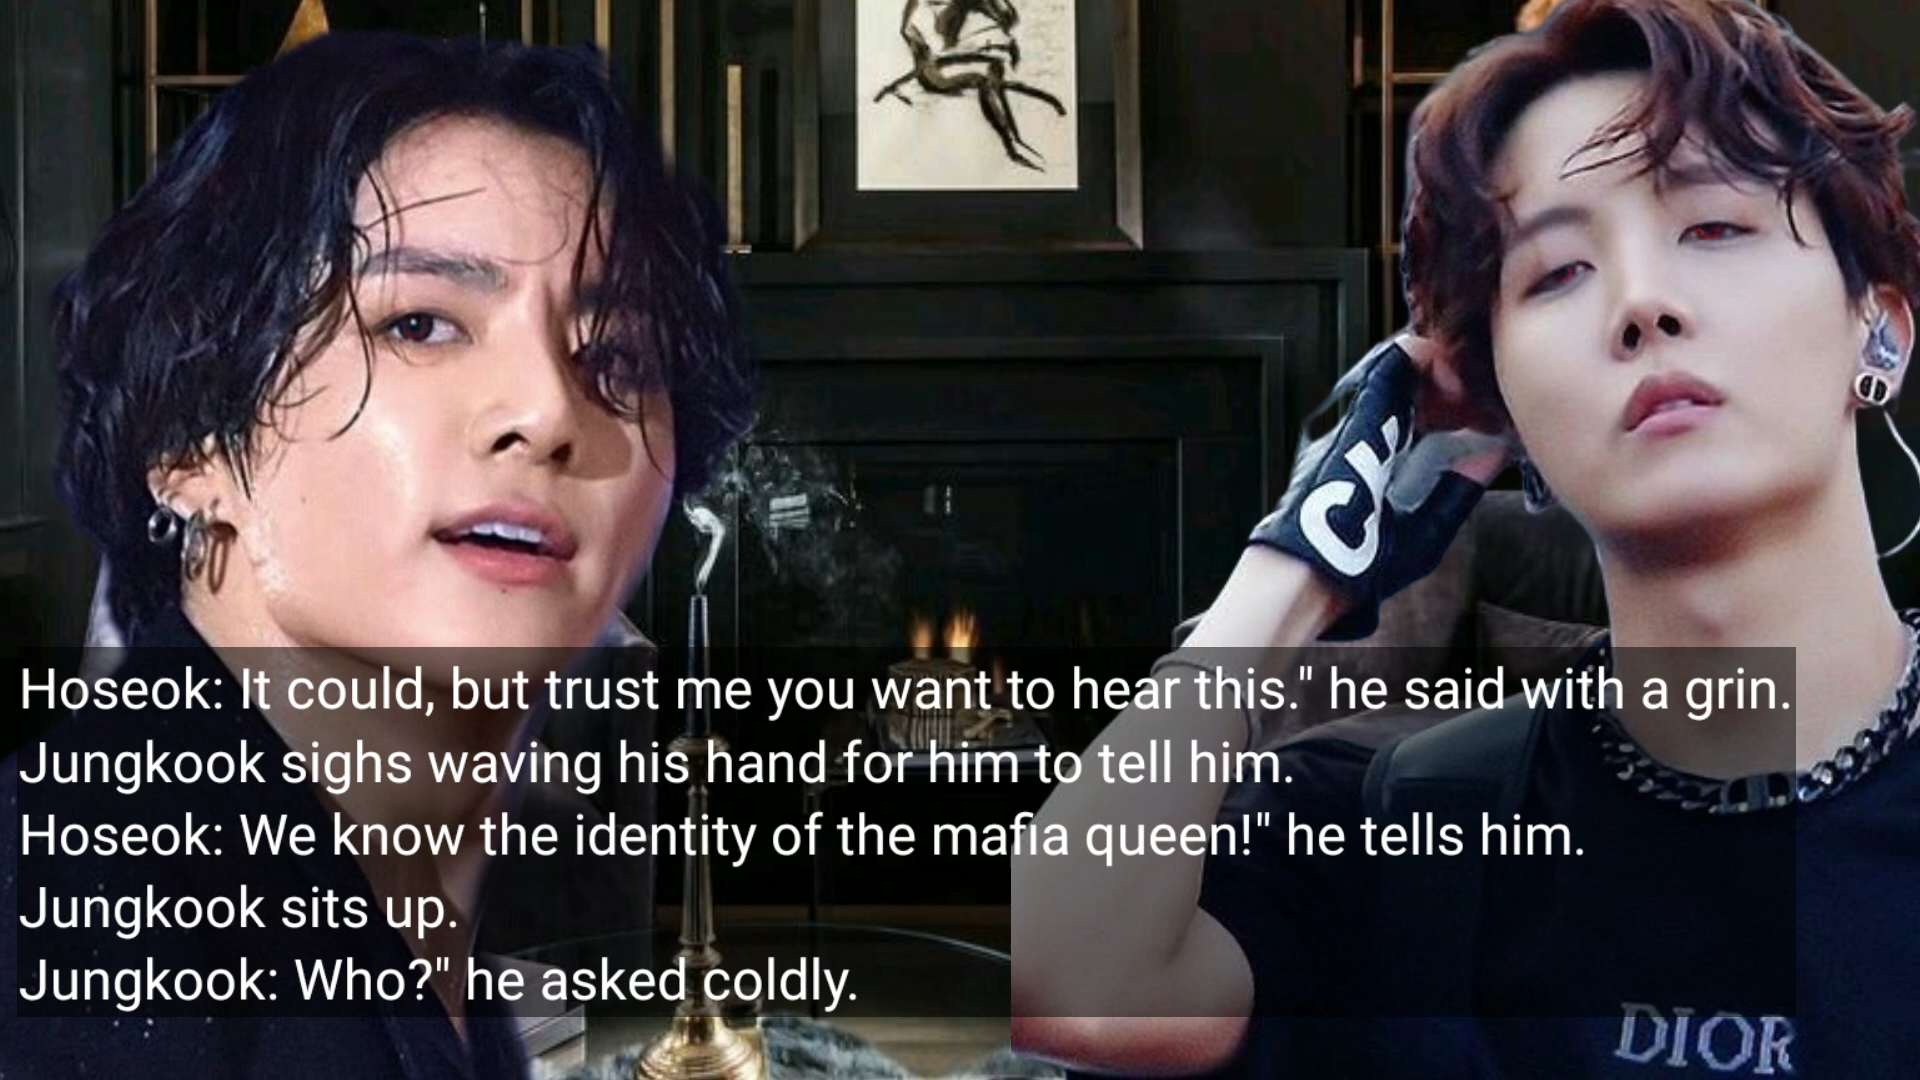 Hoseok: It could, but trust me you want to hear this." he said with a grin.
Jungkook sighs waving his hand for him to tell him.
Hoseok: We know the identity of the mafia queen!" he tells him.
Jungkook sits up.
Jungkook: Who?" he asked coldly.
DIOR